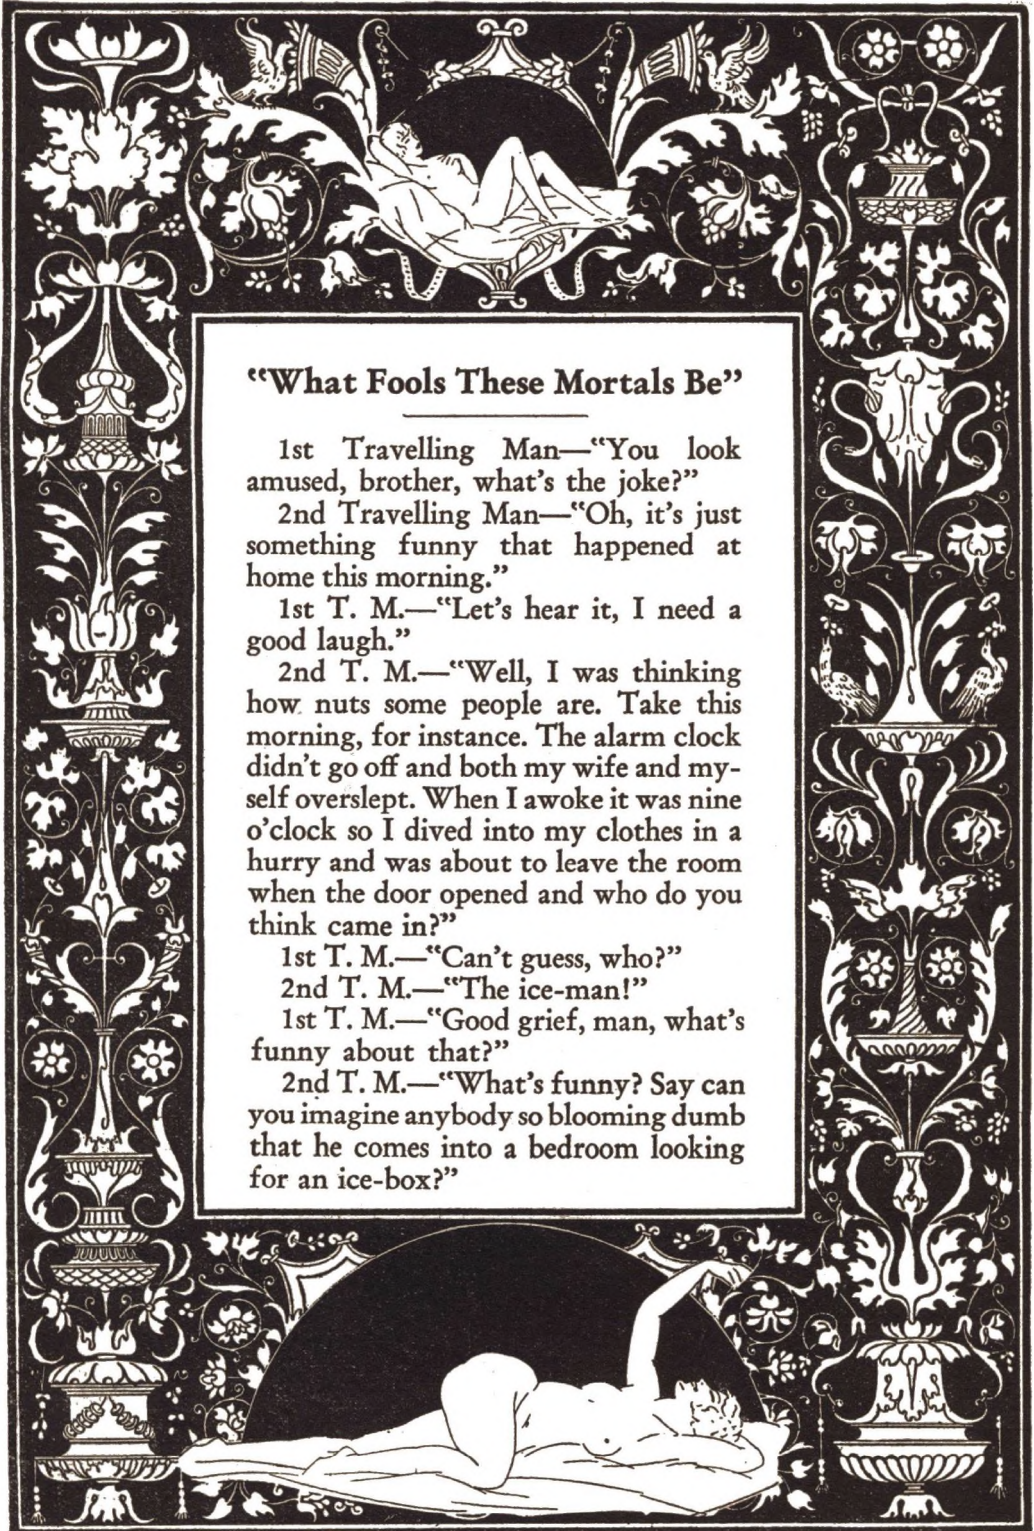 “What Fools These Mortals Be”
1st Travelling Man—“You look
amused, brother, what's the joke?”
2nd Travelling Man—“Oh, it's just
something funny that happened at
home this morning.”
1st T. M.—“Let's hear it, I need a
good laugh.”
2nd T. M.—“Well, I was thinking
how nuts some people are. Take this
morning, for instance. The alarm clock
didn't go off and both my wife and my-
self overslept. When I awoke it was nine
o'clock so I dived into my clothes in a
hurry and was about to leave the room
when the door opened and who do you
think came in?”
1st T. M.—“Can't guess, who?”
2nd T. M.—“The ice-man!”
1st T. M.—“Good grief, man, what's
funny about that?”
2nd T. M.—“What's funny? Say can
you imagine anybody so blooming dumb
that he comes into a bedroom looking
for an ice-box?”